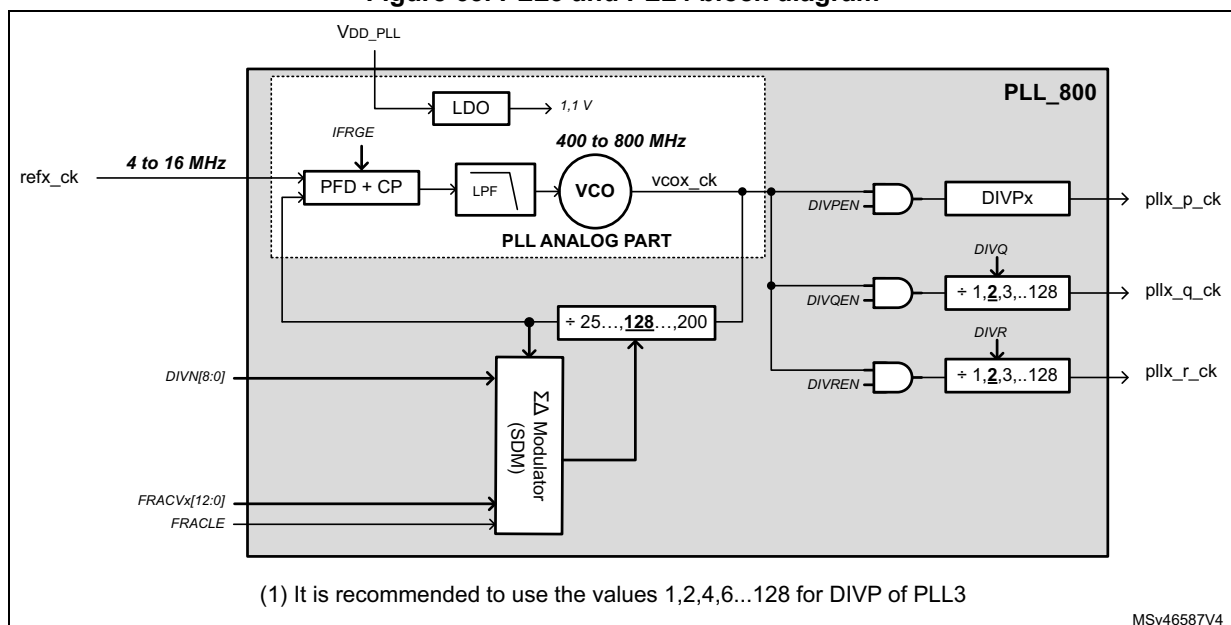 VDD_PLL
PLL_800
LDO
1,1 V
IFRGE
400 to 800 MHz
4 to 16 MHz
refx_ck
PFD + CP
LPF
VCO
vcox_ck
PLL ANALOG PART
DIVPEN
DIVPx
pllx_p_ck
DIVQ
DIVQEN
÷ 1,2,3,..128
pllx_q_ck
÷ 25...,128...,200
DIVR
DIVREN
÷ 1,2,3,..128
pllx_r_ck
DIVN[8:0]
ΣΔ Modulator
(SDM)
FRACVx[12:0]
FRACLE
(1) It is recommended to use the values 1,2,4,6...128 for DIVP of PLL3
MSv46587V4